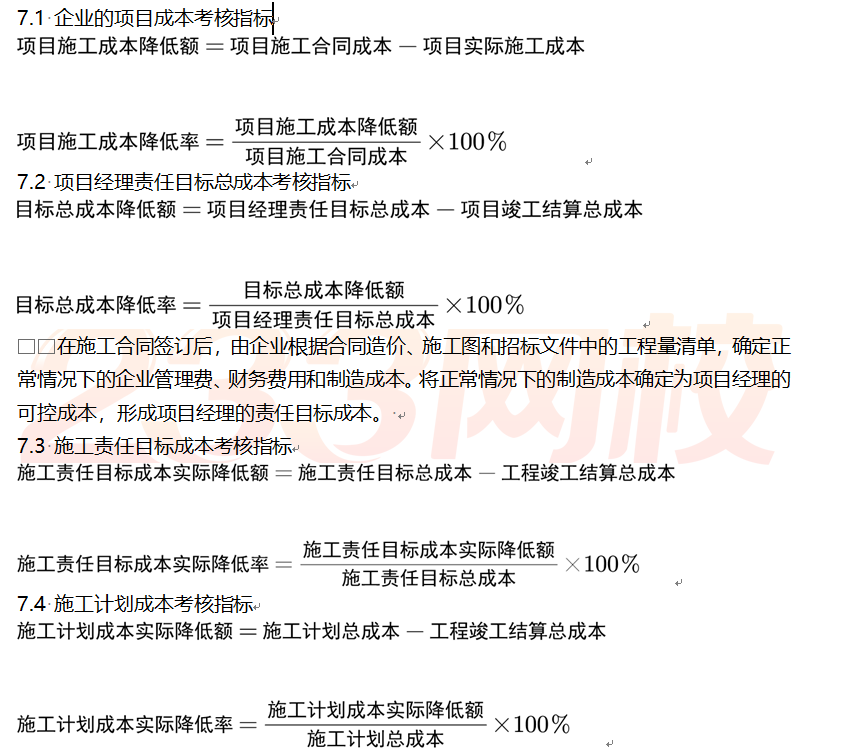 7.1 企业的项目成本考核指标
项目施工成本降低额＝项目施工合同成本－项目实际施工成本
项目施工成本降低率＝项目施工成本降低额/项目施工合同成本×100%
7.2 项目经理责任目标总成本考核指标
目标总成本降低额＝项目经理责任目标总成本－项目竣工结算总成本
目标总成本降低率＝目标总成本降低额/项目经理责任目标总成本×100%
□□在施工合同签订后，由企业根据合同造价、施工图和招标文件中的工程量清单，确定正
常情况下的企业管理费、财务费用和制造成本。将正常情况下的制造成本确定为项目经理的
可控成本，形成项目经理的责任目标成本。
7.3 施工责任目标成本考核指标
施工责任目标成本实际降低额＝施工责任目标总成本－工程竣工结算总成本
施工责任目标成本实际降低率＝施工责任目标成本实际降低额/施工责任目标总成本×100%
7.4 施工计划成本考核指标
施工计划成本实际降低额＝施工计划总成本－工程竣工结算总成本
施工计划成本实际降低率＝施工计划成本实际降低额/施工计划总成本×100%
233网校